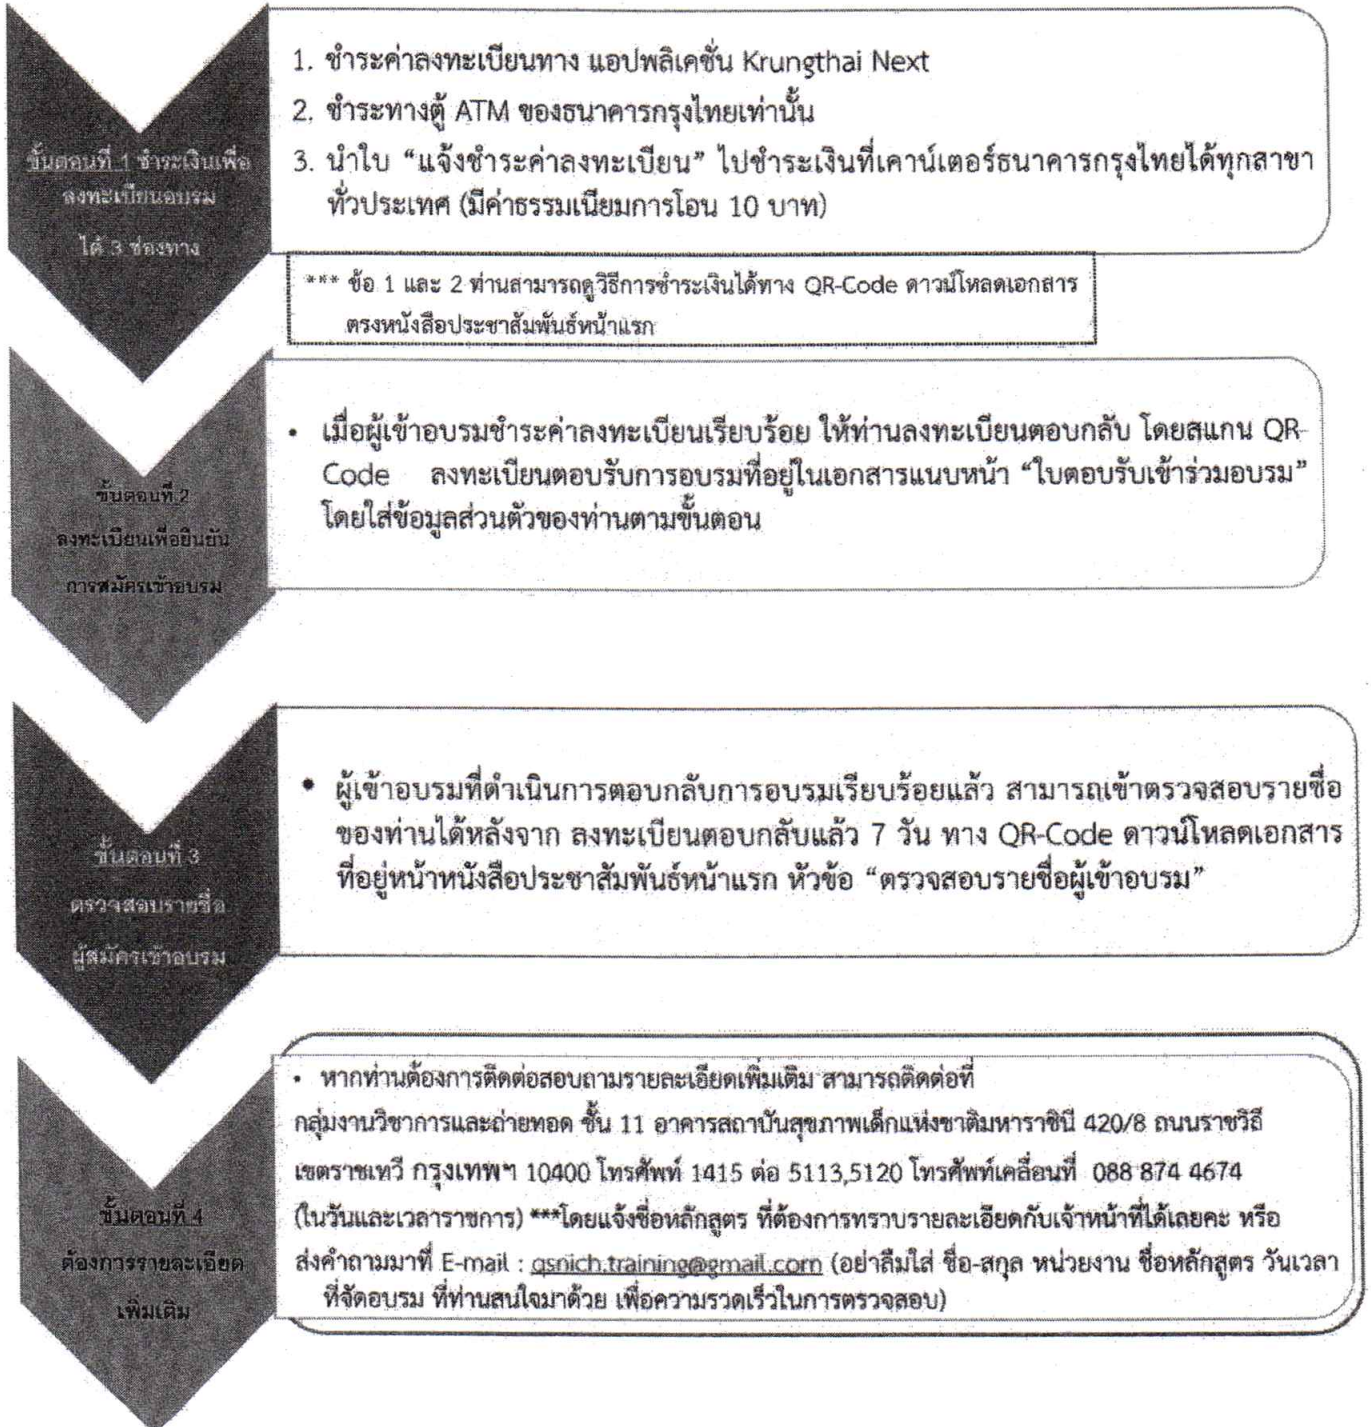 ขั้นตอนที่ 1 ชำระเงินเพื่อ
ลงทะเบียนอบรม
ได้ 3 ช่องทาง
1. ชำระค่าลงทะเบียนทาง แอปพลิเคชั่น Krungthai Next
2. ชำระทางตู้ ATM ของธนาคารกรุงไทยเท่านั้น
3. นำใบ “แจ้งชำระค่าลงทะเบียน” ไปชำระเงินที่เคาน์เตอร์ธนาคารกรุงไทยได้ทุกสาขา
ทั่วประเทศ (มีค่าธรรมเนียมการโอน 10 บาท)
*** ข้อ 1 และ 2 ท่านสามารถดูวิธีการชำระเงินได้ทาง QR-Code ดาวน์โหลดเอกสาร
ตรงหนังสือประชาสัมพันธ์หน้าแรก
ขั้นตอนที่ 2
ลงทะเบียนเพื่อยืนยัน
การสมัครเข้าอบรม
• เมื่อผู้เข้าอบรมชำระค่าลงทะเบียนเรียบร้อย ให้ท่านลงทะเบียนตอบกลับ โดยสแกน QR-
Code ลงทะเบียนตอบรับการอบรมที่อยู่ในเอกสารแนบหน้า “ใบตอบรับเข้าร่วมอบรม”
โดยใส่ข้อมูลส่วนตัวของท่านตามขั้นตอน
ขั้นตอนที่ 3
ตรวจสอบรายชื่อ
ผู้สมัครเข้าอบรม
• ผู้เข้าอบรมที่ดำเนินการตอบกลับการอบรมเรียบร้อยแล้ว สามารถเข้าตรวจสอบรายชื่อ
ของท่านได้หลังจาก ลงทะเบียนตอบกลับแล้ว 7 วัน ทาง QR-Code ดาวน์โหลดเอกสาร
ที่อยู่หน้าหนังสือประชาสัมพันธ์หน้าแรก หัวข้อ “ตรวจสอบรายชื่อผู้เข้าอบรม”
ขั้นตอนที่ 4
ต้องการรายละเอียด
เพิ่มเติม
• หากท่านต้องการติดต่อสอบถามรายละเอียดเพิ่มเติม สามารถติดต่อที่
กลุ่มงานวิชาการและถ่ายทอด ชั้น 11 อาคารสถาบันสุขภาพเด็กแห่งชาติมหาราชินี 420/8 ถนนราชวิถี
เขตราชเทวี กรุงเทพฯ 10400 โทรศัพท์ 1415 ต่อ 5113,5120 โทรศัพท์เคลื่อนที่ 088 874 4674
(ในวันและเวลาราชการ) ***โดยแจ้งชื่อหลักสูตร ที่ต้องการทราบรายละเอียดกับเจ้าหน้าที่ได้เลยคะ หรือ
ส่งคำถามมาที่ E-mail : qsnich.training@gmail.com (อย่าลืมใส่ ชื่อ-สกุล หน่วยงาน ชื่อหลักสูตร วันเวลา
ที่จัดอบรม ที่ท่านสนใจมาด้วย เพื่อความรวดเร็วในการตรวจสอบ)